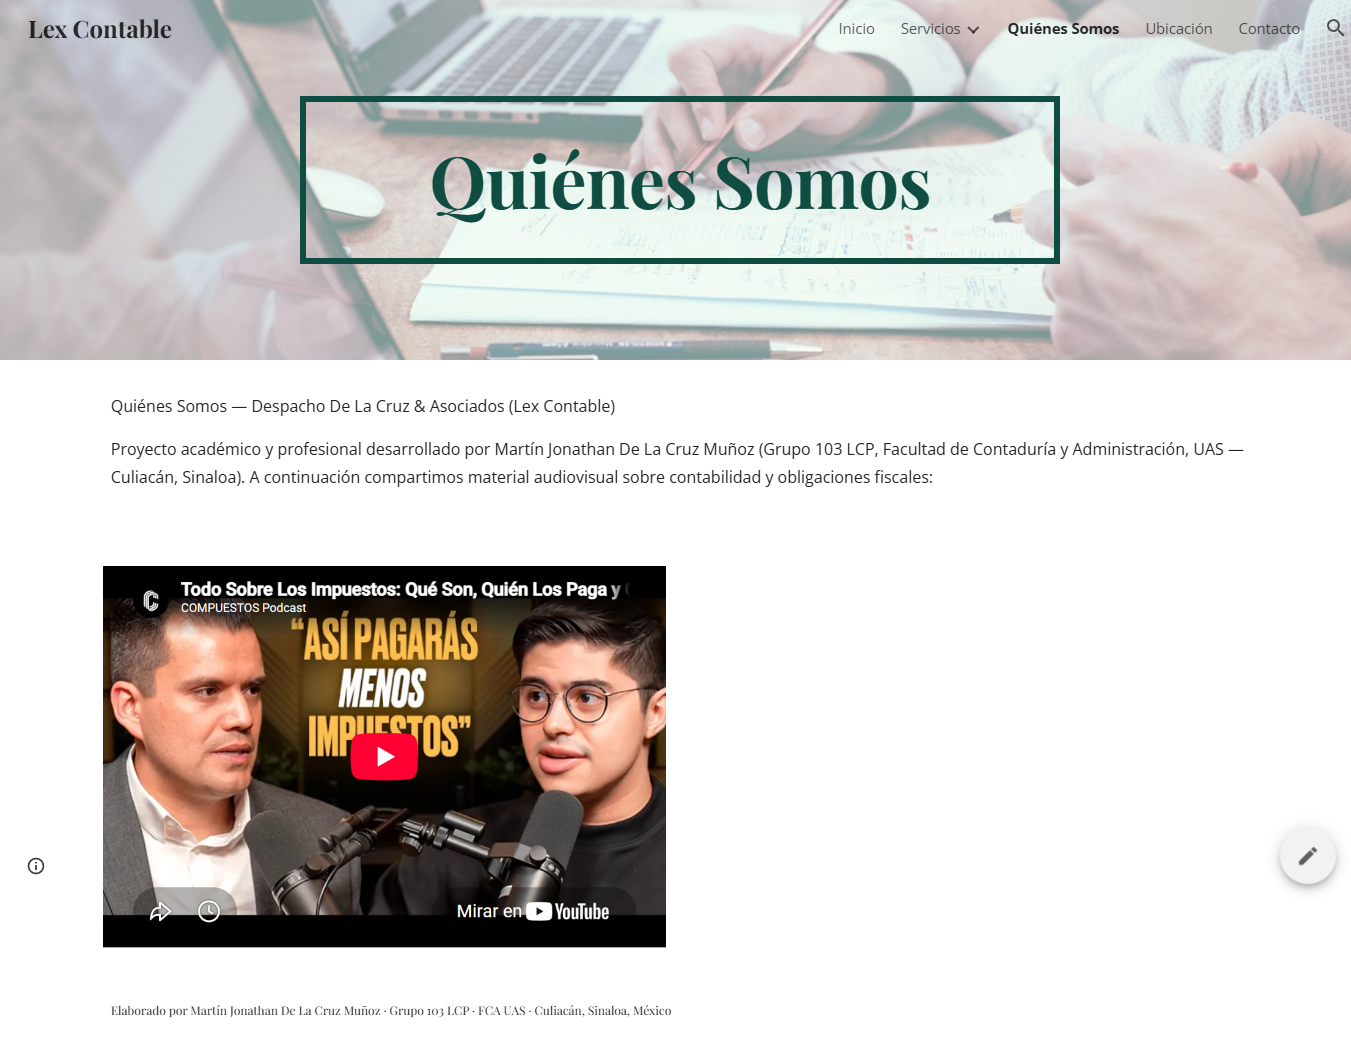 Lex Contable
Inicio
Servicios
Quiénes Somos
Ubicación
Contacto
Quiénes Somos
Quiénes Somos — Despacho De La Cruz & Asociados (Lex Contable)
Proyecto académico y profesional desarrollado por Martín Jonathan De La Cruz Muñoz (Grupo 103 LCP, Facultad de Contaduría y Administración, UAS —
Culiacán, Sinaloa). A continuación compartimos material audiovisual sobre contabilidad y obligaciones fiscales:
Todo Sobre Los Impuestos: Qué Son, Quién Los Paga y
COMPUESTOS Podcast
“ASÍ PAGARÁS
MENOS
IMPUESTOS”
Mirar en YouTube
Elaborado por Martín Jonathan De La Cruz Muñoz · Grupo 103 LCP · FCA UAS · Culiacán, Sinaloa, México